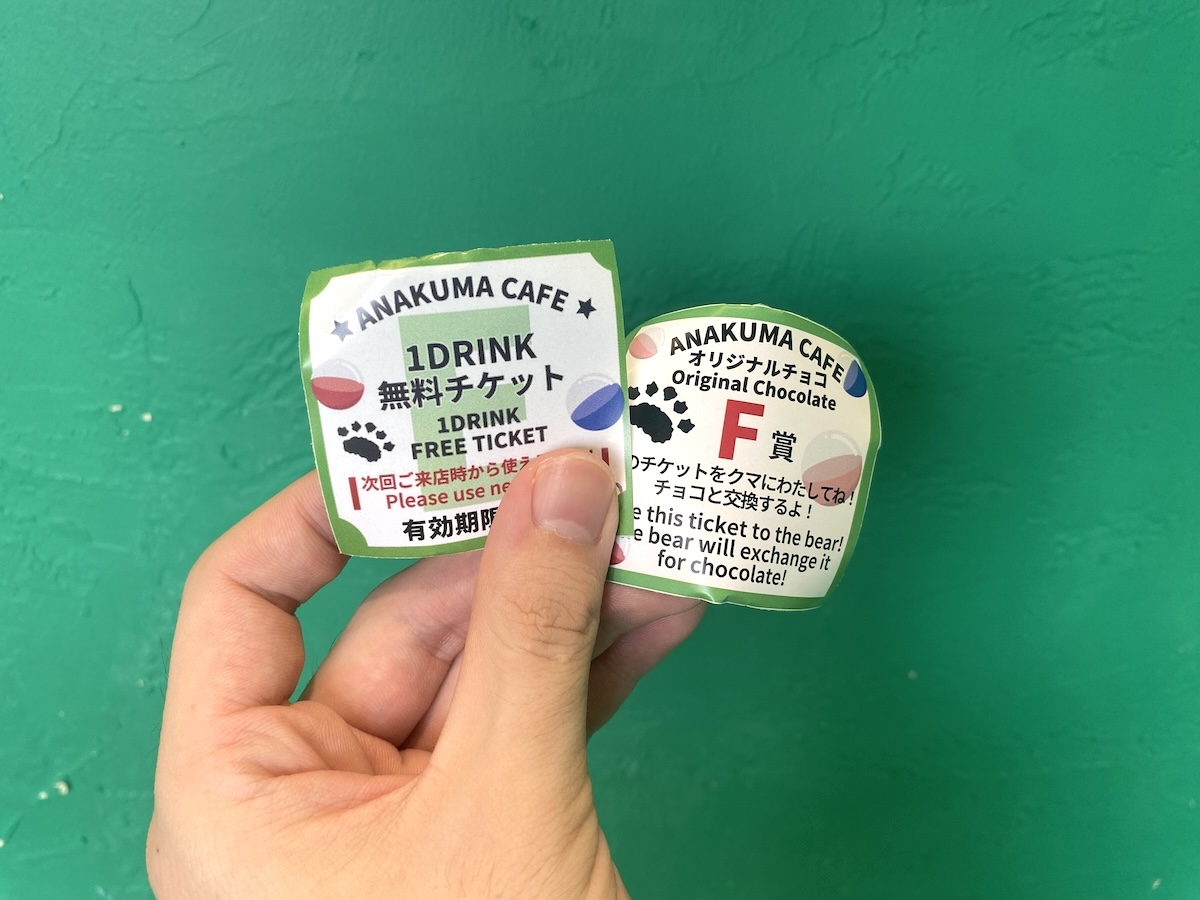 ANAKUMA CAFE
1DRINK
無料チケット
1DRINK
FREE TICKET
次回ご来店時から使え
Please use
有効期限
ANAKUMA CAFE
オリジナルチョコ
Original Chocolate
F賞
のチケットをクマにわたしてね!
チョコと交換するよ!
this ticket to the bear!
bear will exchange it
for chocolate!